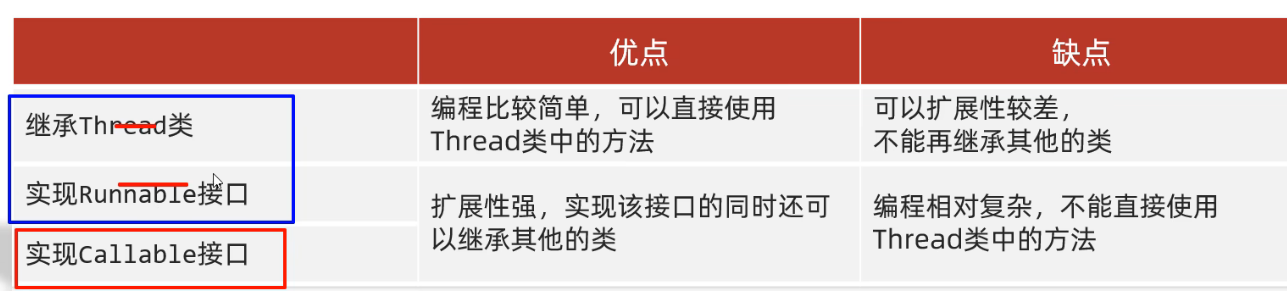 优点
缺点
继承Thread类
编程比较简单，可以直接使用
Thread类中的方法
可以扩展性较差，
不能再继承其他的类
实现Runnable接口
扩展性强，实现该接口的同时还可
以继承其他的类
编程相对复杂，不能直接使用
Thread类中的方法
实现Callable接口